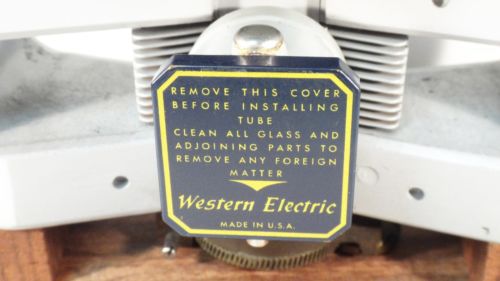 REMOVE THIS COVER
BEFORE INSTALLING
TUBE
CLEAN ALL GLASS AND
ADJOINING PARTS TO
REMOVE ANY FOREIGN
MATTER
Western Electric
MADE IN U.S.A.